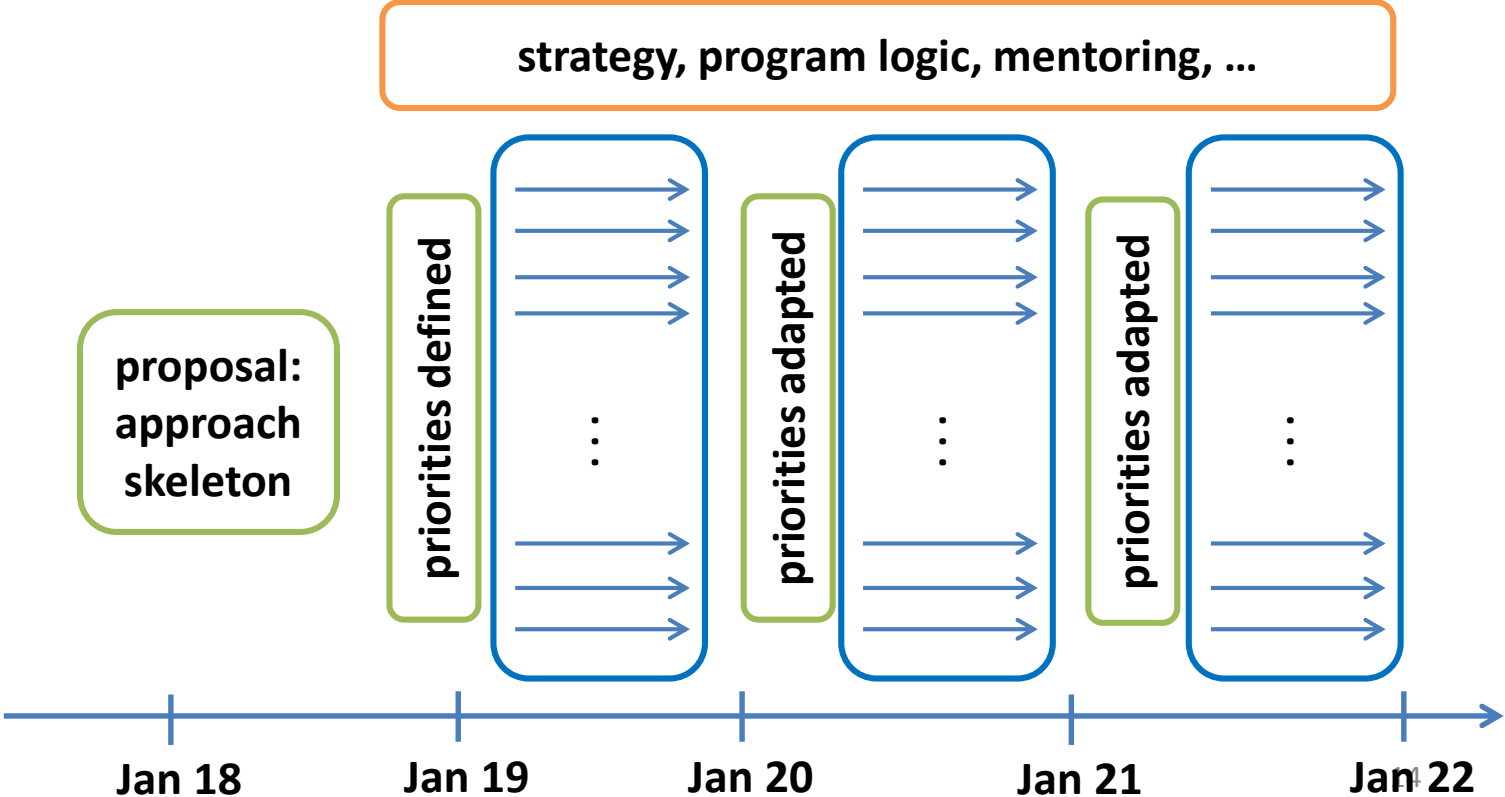 strategy, program logic, mentoring, ...
proposal:
approach
skeleton
priorities defined
priorities adapted
priorities adapted
Jan 18
Jan 19
Jan 20
Jan 21
Jan 22
14